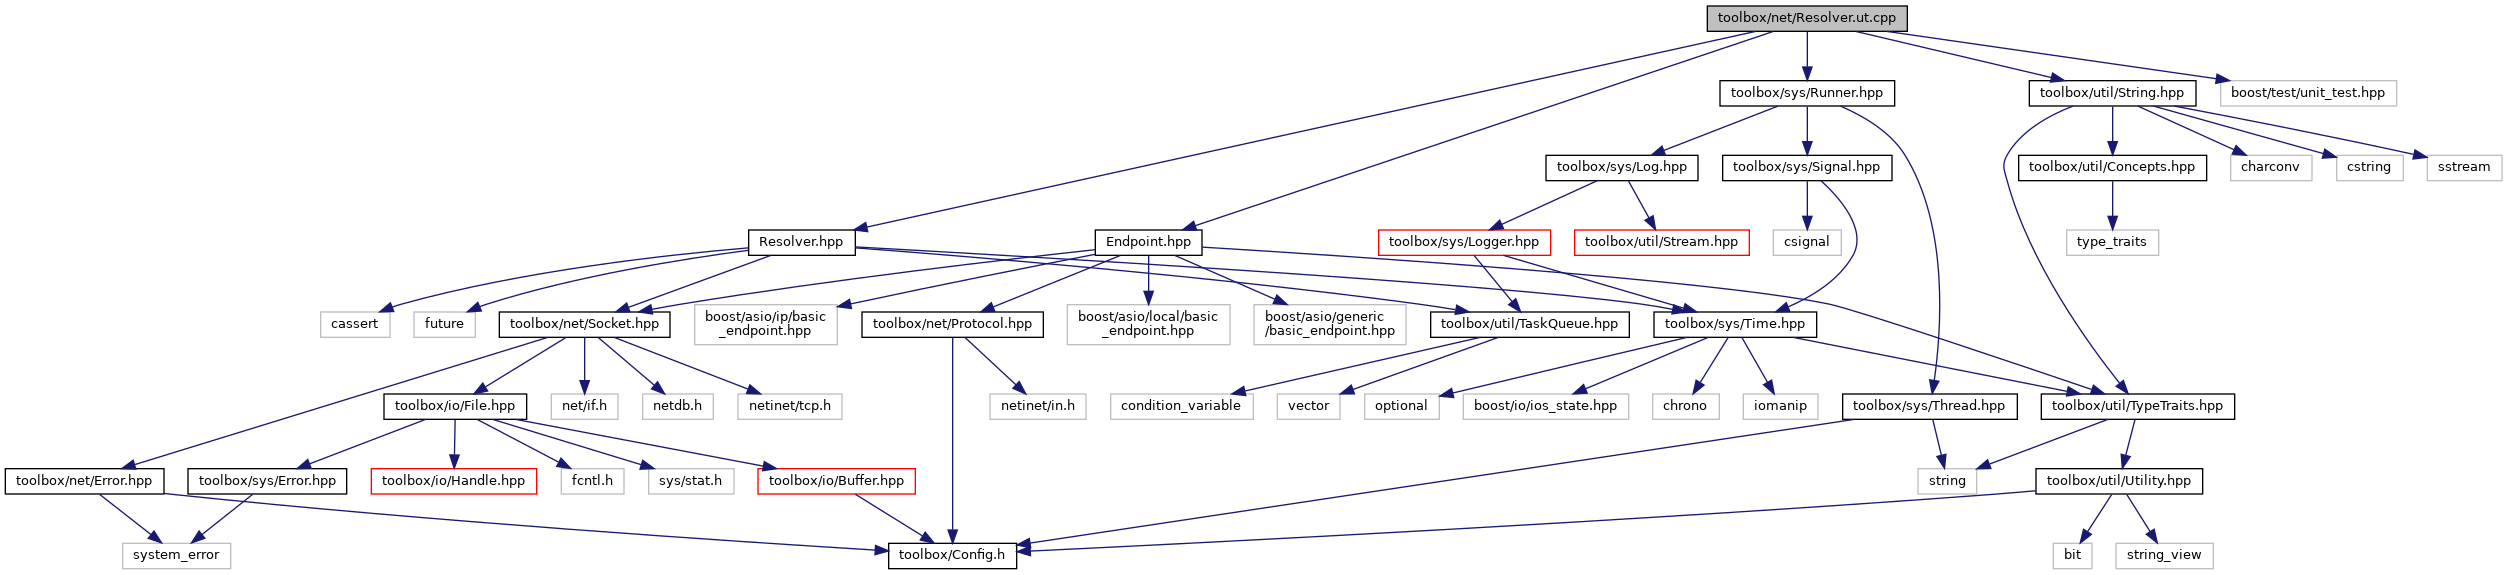 toolbox/net/Resolver.ut.cpp
toolbox/sys/Runner.hpp
toolbox/util/String.hpp
boost/test/unit_test.hpp
toolbox/sys/Log.hpp
toolbox/sys/Signal.hpp
toolbox/util/Concepts.hpp
charconv
cstring
sstream
Resolver.hpp
Endpoint.hpp
toolbox/sys/Logger.hpp
toolbox/util/Stream.hpp
csignal
type_traits
cassert
future
toolbox/net/Socket.hpp
boost/asio/ip/basic
_endpoint.hpp
toolbox/net/Protocol.hpp
boost/asio/local/basic
_endpoint.hpp
boost/asio/generic
/basic_endpoint.hpp
toolbox/util/TaskQueue.hpp
toolbox/sys/Time.hpp
toolbox/io/File.hpp
net/if.h
netdb.h
netinet/tcp.h
netinet/in.h
condition_variable
vector
optional
boost/io/ios_state.hpp
chrono
iomanip
toolbox/sys/Thread.hpp
toolbox/util/TypeTraits.hpp
toolbox/net/Error.hpp
toolbox/sys/Error.hpp
toolbox/io/Handle.hpp
fcntl.h
sys/stat.h
toolbox/io/Buffer.hpp
string
toolbox/util/Utility.hpp
system_error
toolbox/Config.h
bit
string_view